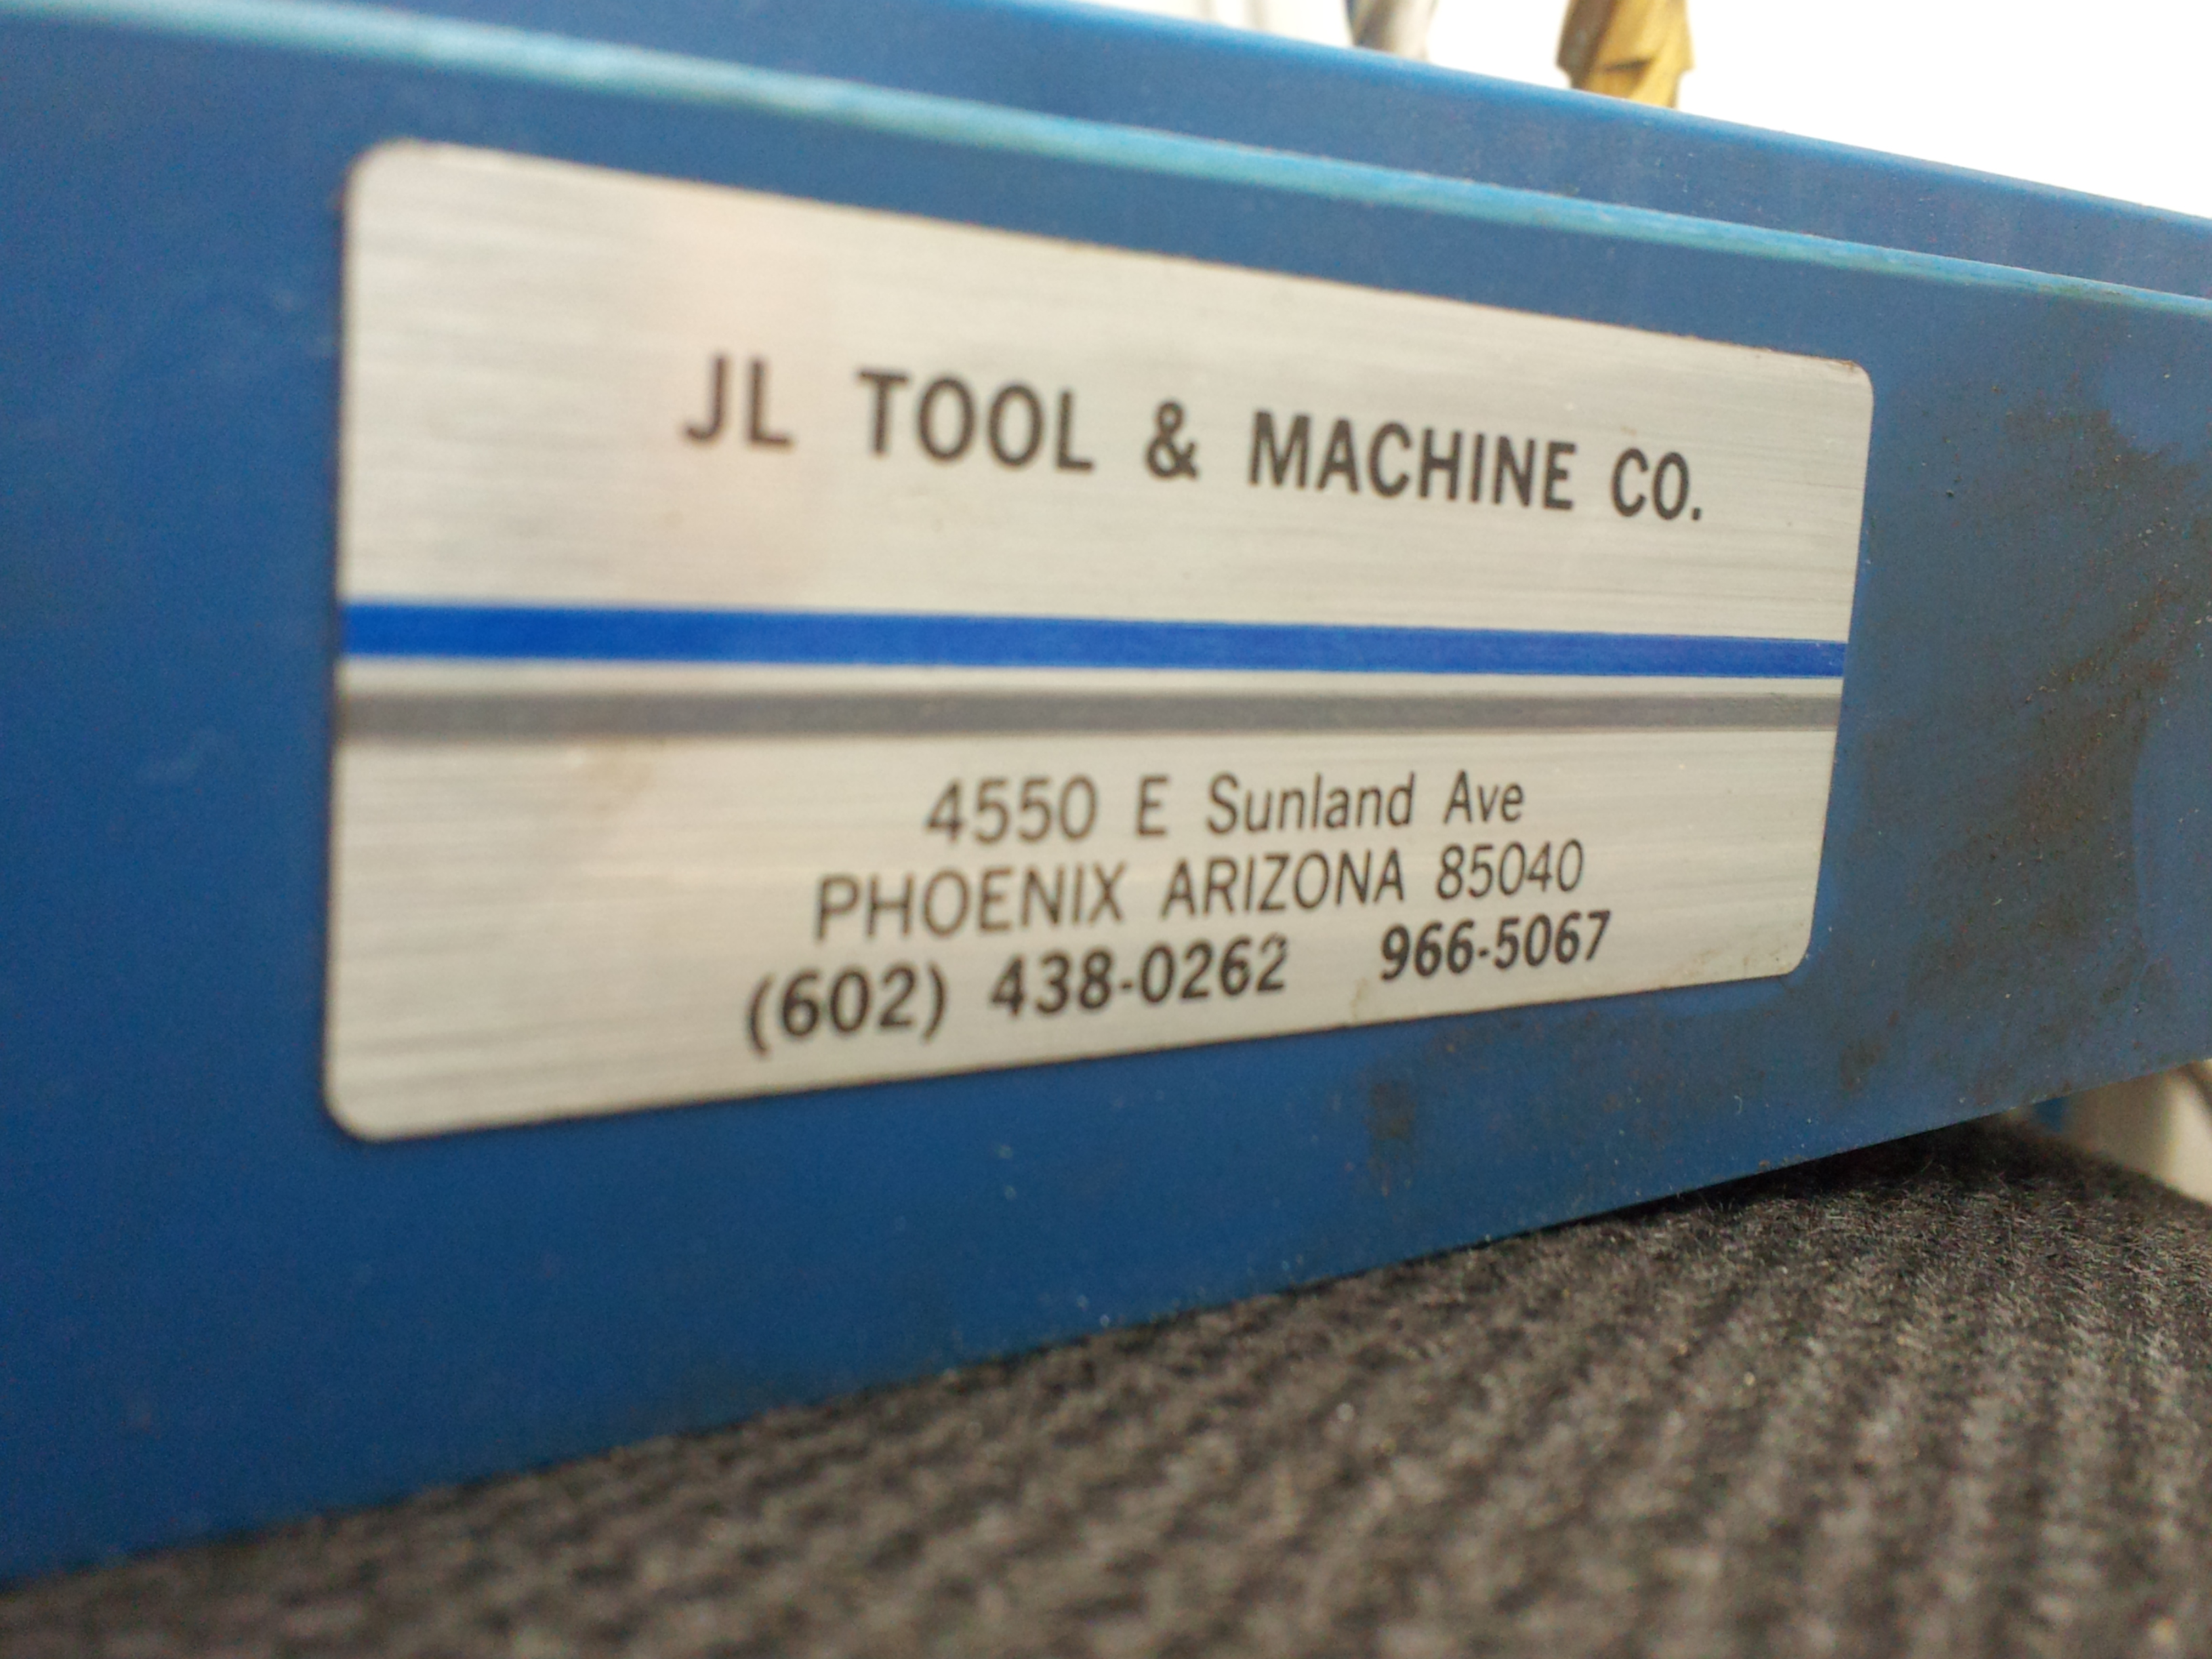 JL TOOL & MACHINE CO.
4550 E Sunland Ave
PHOENIX ARIZONA 85040
(602) 438-0262 966-5067